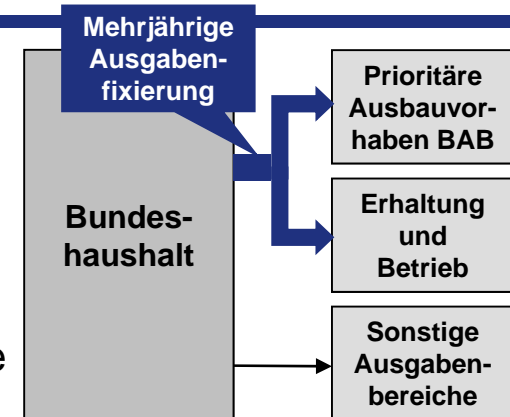 Mehrjährige
Ausgaben-
fixierung
Prioritäre
Ausbauvor-
haben BAB
Bundes-
haushalt
Erhaltung
und
Betrieb
e
Sonstige
Ausgaben-
bereiche